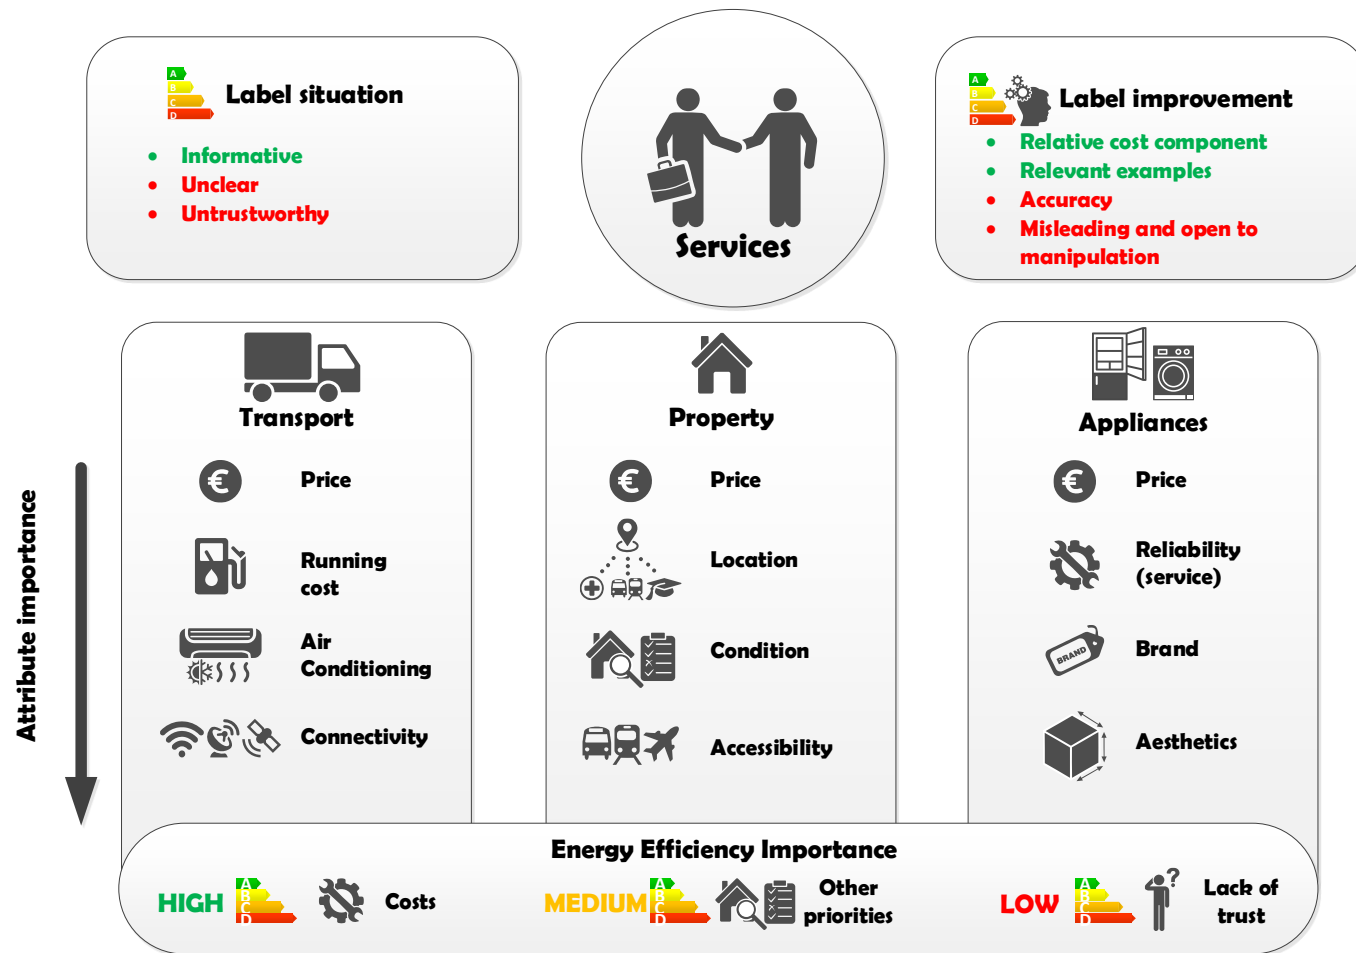 A
B
C
D
Label situation
• Informative
• Unclear
• Untrustworthy
Services
A
B
C
D
Label improvement
• Relative cost component
• Relevant examples
• Accuracy
• Misleading and open to
manipulation
Attribute importance
Transport
€ Price
Running
cost
Air
Conditioning
Connectivity
Property
€ Price
Location
Condition
Accessibility
Appliances
€ Price
Reliability
(service)
BRAND
Brand
Aesthetics
Energy Efficiency Importance
HIGH
A
B
C
D
Costs
MEDIUM
A
B
C
D
Other
priorities
LOW
A
B
C
D
?
Lack of
trust